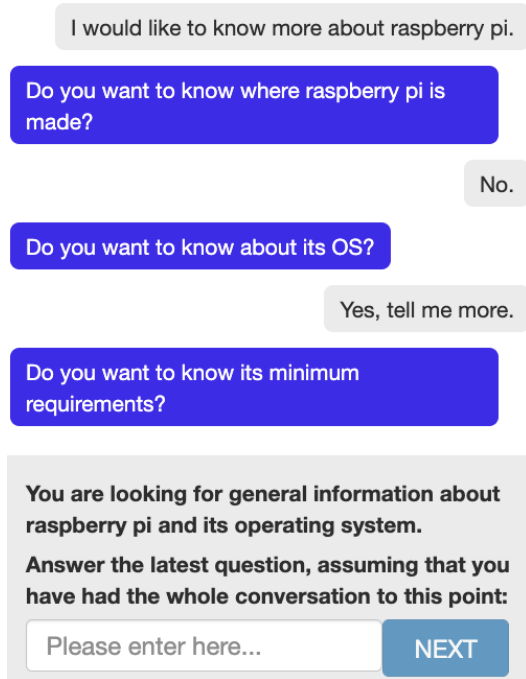 I would like to know more about raspberry pi.
Do you want to know where raspberry pi is
made?
No.
Do you want to know about its OS?
Yes, tell me more.
Do you want to know its minimum
requirements?
You are looking for general information about
raspberry pi and its operating system.
Answer the latest question, assuming that you
have had the whole conversation to this point:
Please enter here...
NEXT